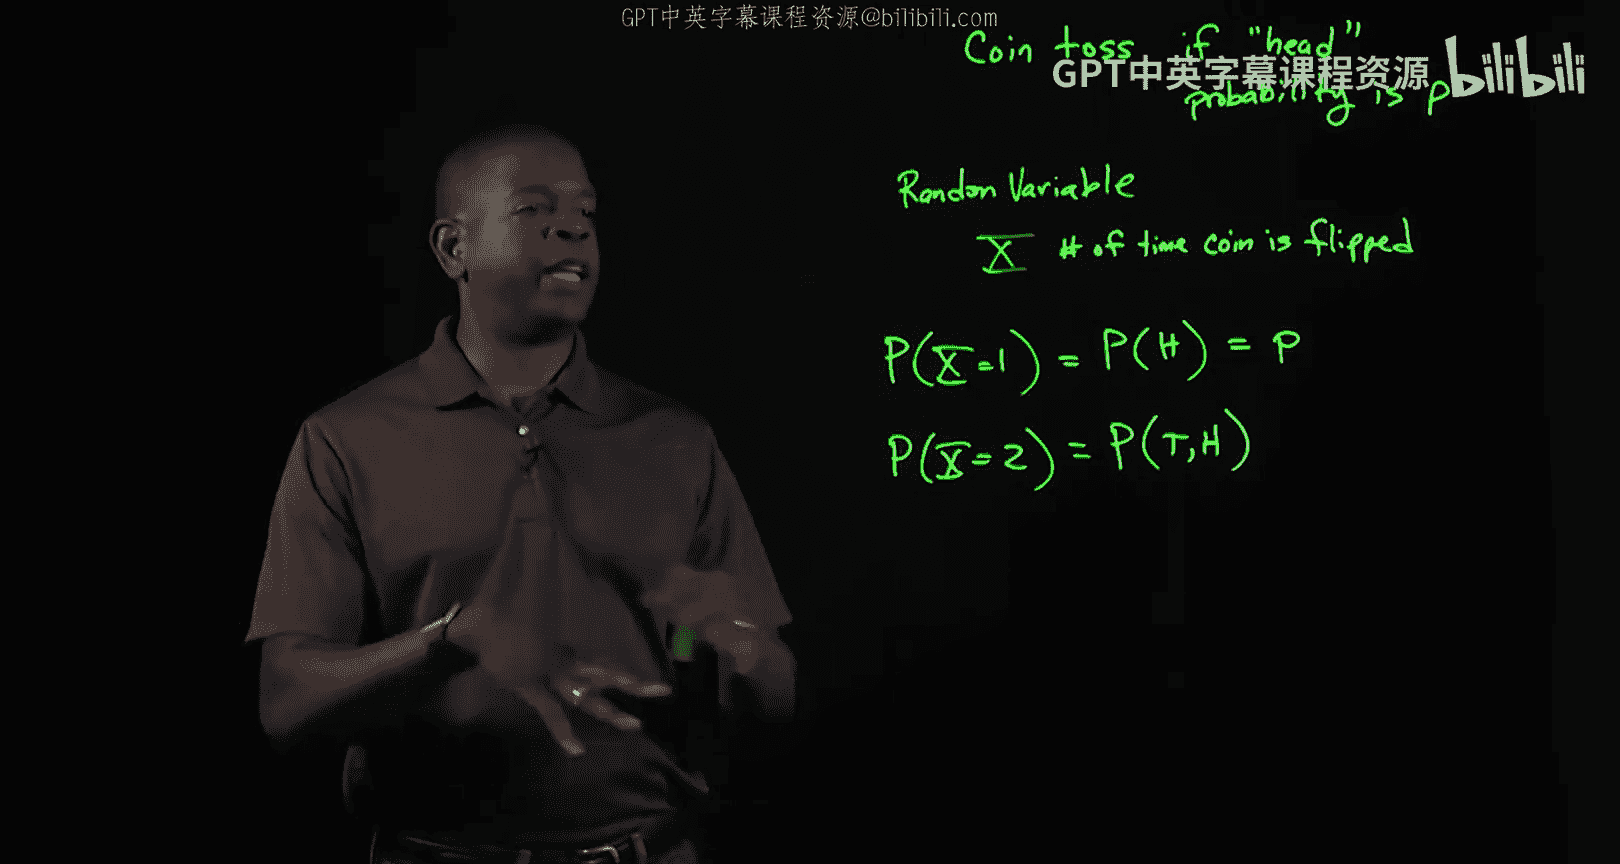 GPT中英字幕课程资源@bilibili.com
Coin toss if "head"
GPT中英字幕课程资源 bilibili
probability is p
Random Variable
X # of time coin is flipped
P(X=1) = P(H) = p
P(X=2) = P(T,H)